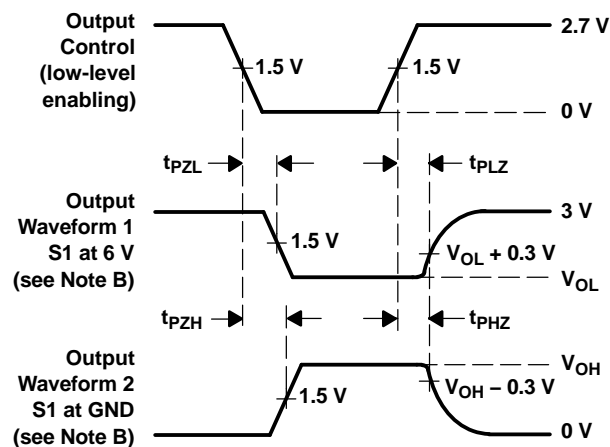 Output
Control
(low-level
enabling)
1.5 V
1.5 V
2.7 V
0 V
tPZL
tPLZ
Output
Waveform 1
S1 at 6 V
(see Note B)
1.5 V
3 V
VOL + 0.3 V
VOL
tPZH
tPHZ
Output
Waveform 2
S1 at GND
(see Note B)
1.5 V
VOH
VOH − 0.3 V
0 V